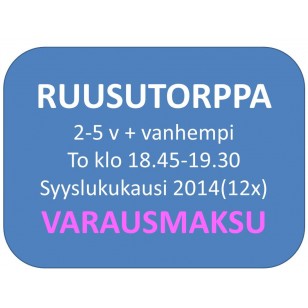 RUUSUTORPPA
2-5 v + vanhempi
To klo 18.45-19.30
Syyslukukausi 2014(12x)
VARAUSMAKSU